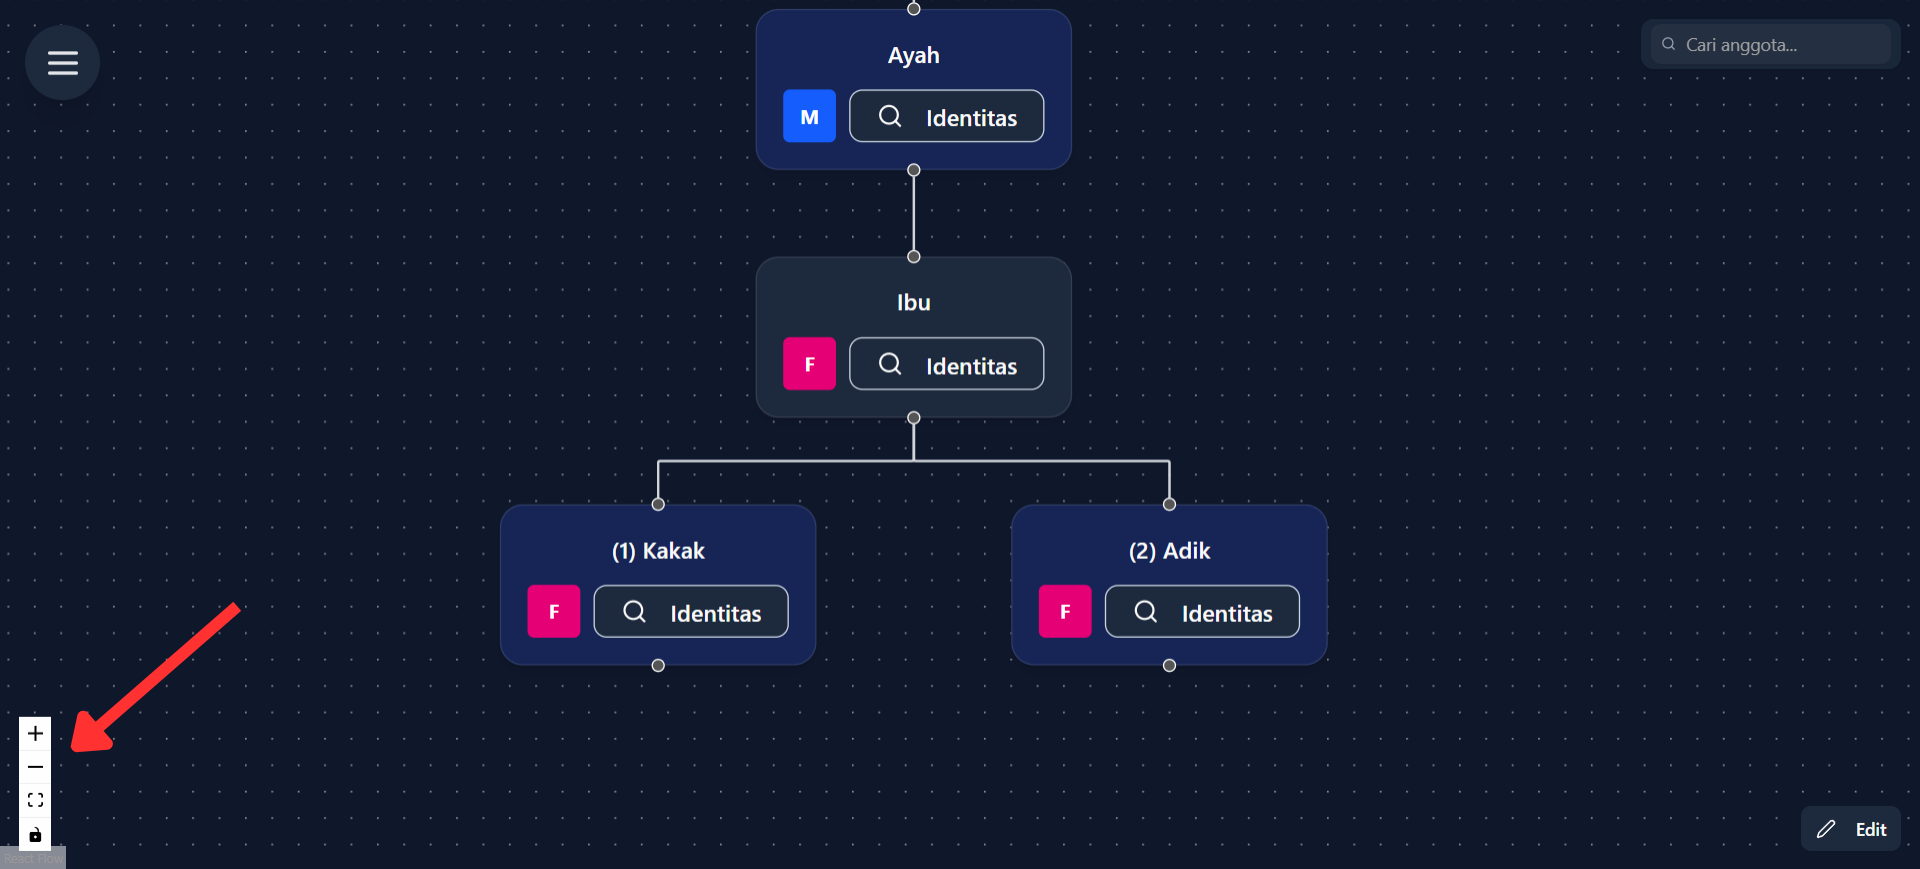 Ayah
Cari anggota...
M
Identitas
Ibu
F
Identitas
(1) Kakak
(2) Adik
F
Identitas
F
Identitas
Edit
React Flow